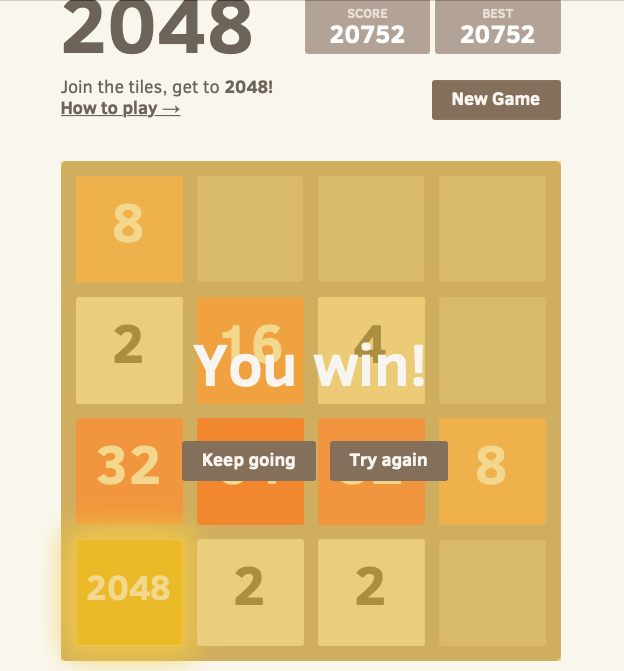 2048
SCORE
20752
BEST
20752
Join the tiles, get to 2048!
How to play →
New Game
8
2
16
4
You win!
32
8
Keep going
Try again
2048
2
2